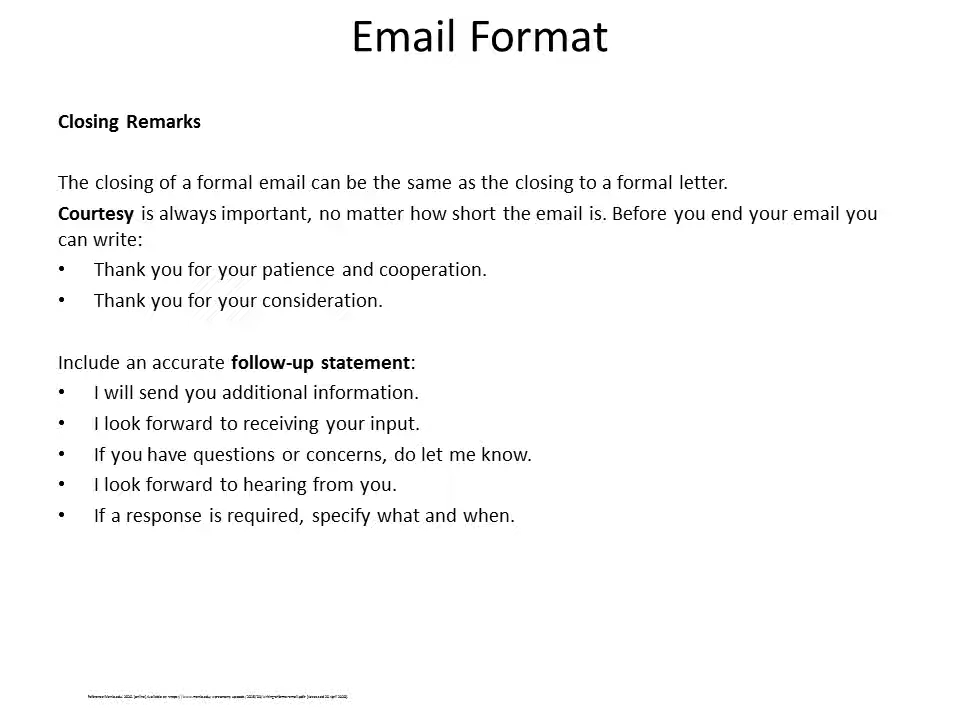 Email Format
Closing Remarks
The closing of a formal email can be the same as the closing to a formal letter.
Courtesy is always important, no matter how short the email is. Before you end your email you
can write:
• Thank you for your patience and cooperation.
• Thank you for your consideration.
Include an accurate follow-up statement:
• I will send you additional information.
• I look forward to receiving your input.
• If you have questions or concerns, do let me know.
• I look forward to hearing from you.
• If a response is required, specify what and when.